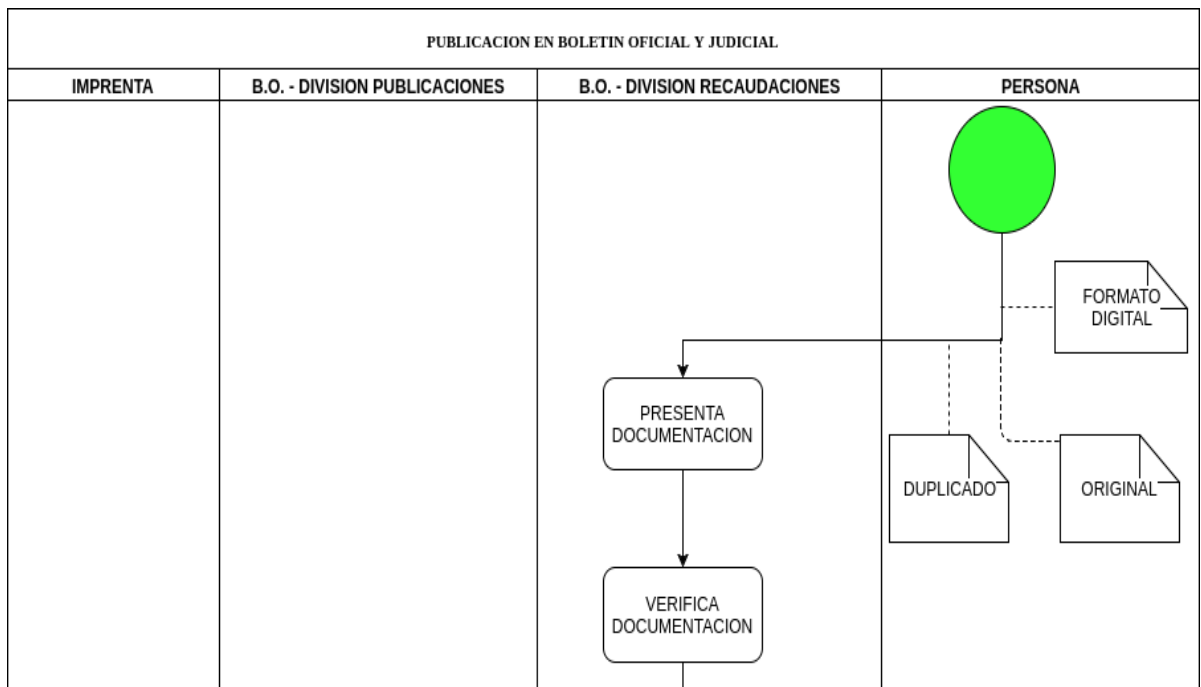 PUBLICACION EN BOLETIN OFICIAL Y JUDICIAL
IMPRENTA
B.O. - DIVISION PUBLICACIONES
B.O. - DIVISION RECAUDACIONES
PERSONA
FORMATO
DIGITAL
PRESENTA
DOCUMENTACION
DUPLICADO
ORIGINAL
VERIFICA
DOCUMENTACION